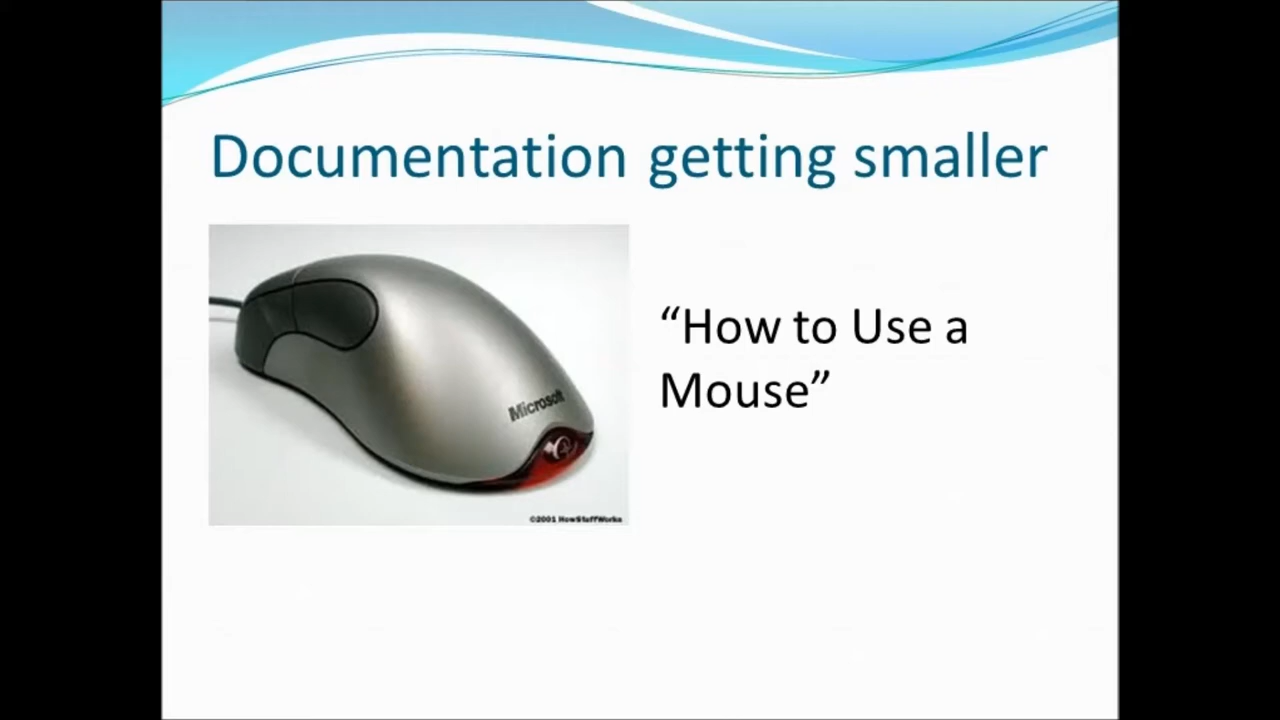 Documentation getting smaller
“How to Use a
Mouse”
Microsoft
©2001 HowStuffWorks